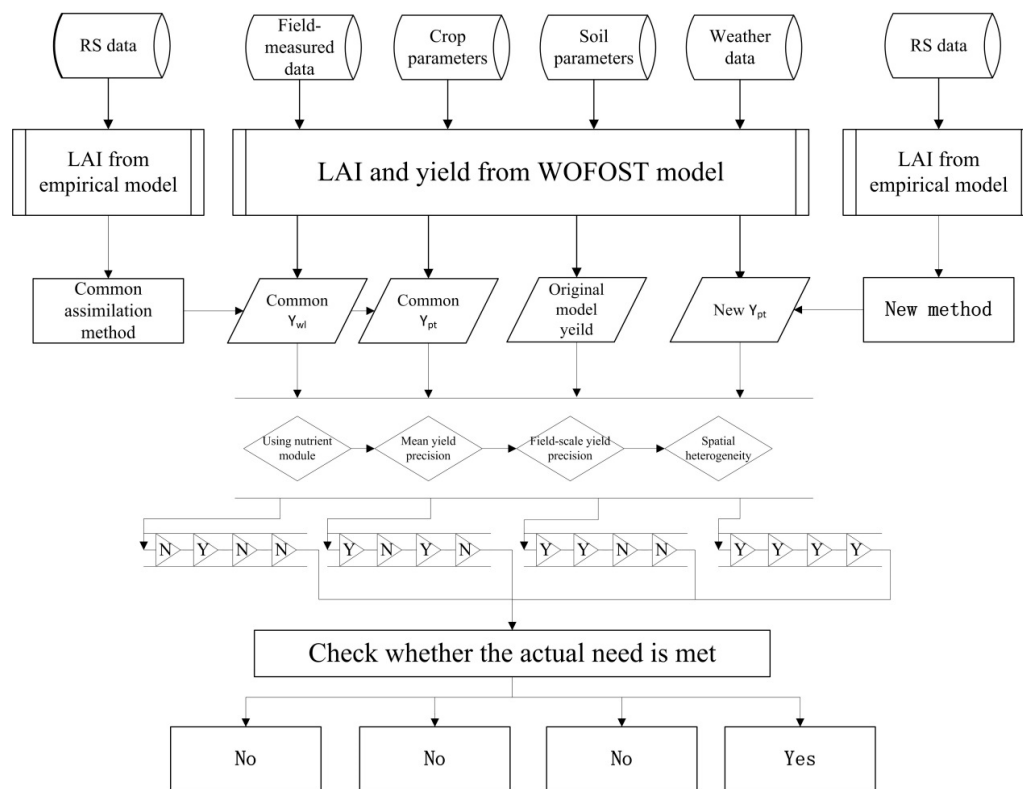 RS data
Field-
measured
data
Crop
parameters
Soil
parameters
Weather
data
RS data
LAI from
empirical model
LAI and yield from WOFOST model
LAI from
empirical model
Common
assimilation
method
Common
Ywl
Common
Ypt
Original
model
yeild
New Ypt
New method
Using nutrient
module
Mean yield
precision
Field-scale yield
precision
Spatial
heterogeneity
N Y N N
Y N Y N
Y Y N N
Y Y Y Y
Check whether the actual need is met
No
No
No
Yes